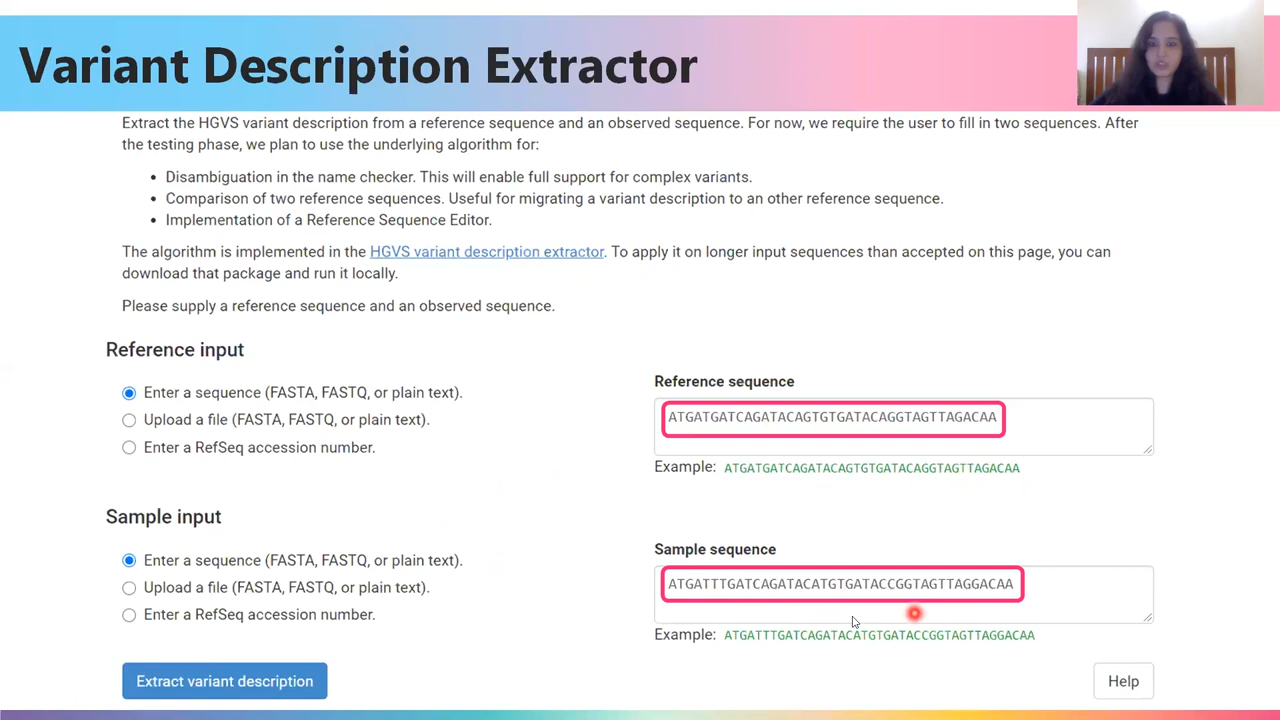 Variant Description Extractor
Extract the HGVS variant description from a reference sequence and an observed sequence. For now, we require the user to fill in two sequences. After
the testing phase, we plan to use the underlying algorithm for:
• Disambiguation in the name checker. This will enable full support for complex variants.
• Comparison of two reference sequences. Useful for migrating a variant description to an other reference sequence.
• Implementation of a Reference Sequence Editor.
The algorithm is implemented in the HGVS variant description extractor. To apply it on longer input sequences than accepted on this page, you can
download that package and run it locally.
Please supply a reference sequence and an observed sequence.
Reference input
Enter a sequence (FASTA, FASTQ, or plain text).
Upload a file (FASTA, FASTQ, or plain text).
Enter a RefSeq accession number.
Reference sequence
ATGATGATCAGATACAGTGTGATACAGGTAGTTAGACAA
Example: ATGATGATCAGATACAGTGTGATACAGGTAGTTAGACAA
Sample input
Enter a sequence (FASTA, FASTQ, or plain text).
Upload a file (FASTA, FASTQ, or plain text).
Enter a RefSeq accession number.
Sample sequence
ATGATTTGATCAGATACATGTGATACCGGTAGTTAGGACAA
Example: ATGATTTGATCAGATACATGTGATACCGGTAGTTAGGACAA
Extract variant description
Help